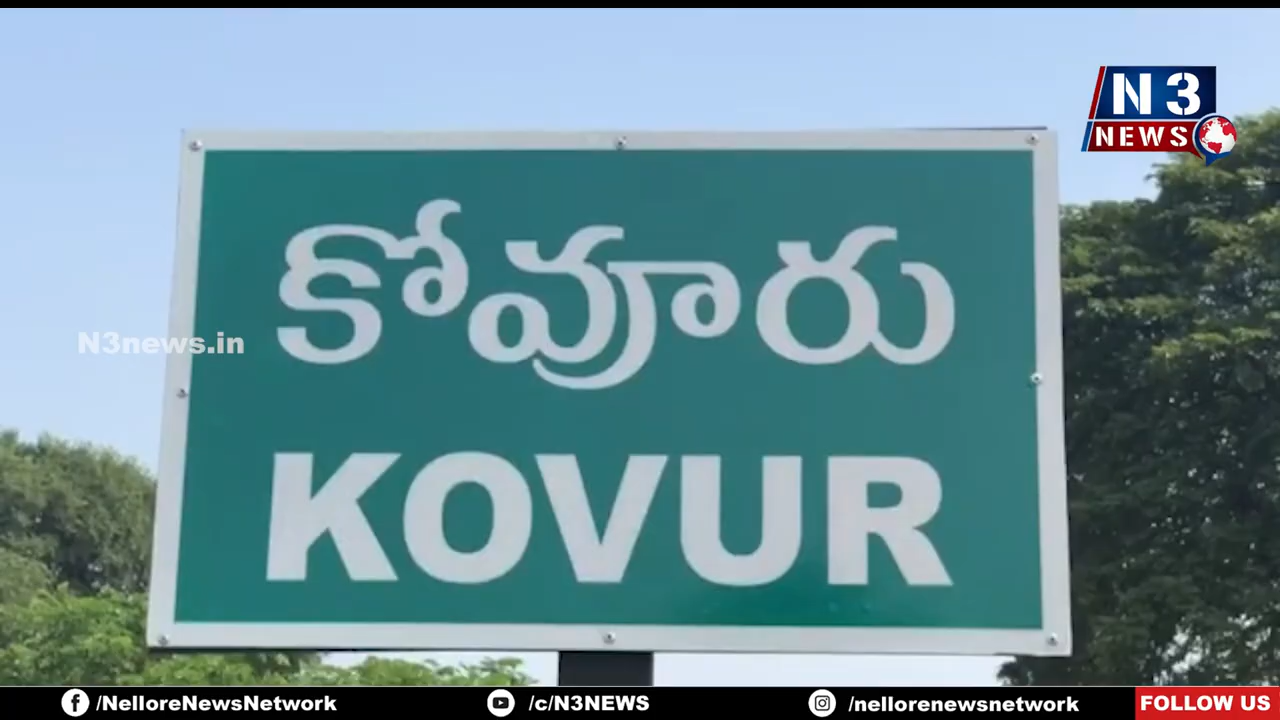 N3
NEWS
కోవూరు
N3news.in
KOVUR
/NelloreNewsNetwork
/c/N3NEWS
/nellorenewsnetwork
FOLLOW US